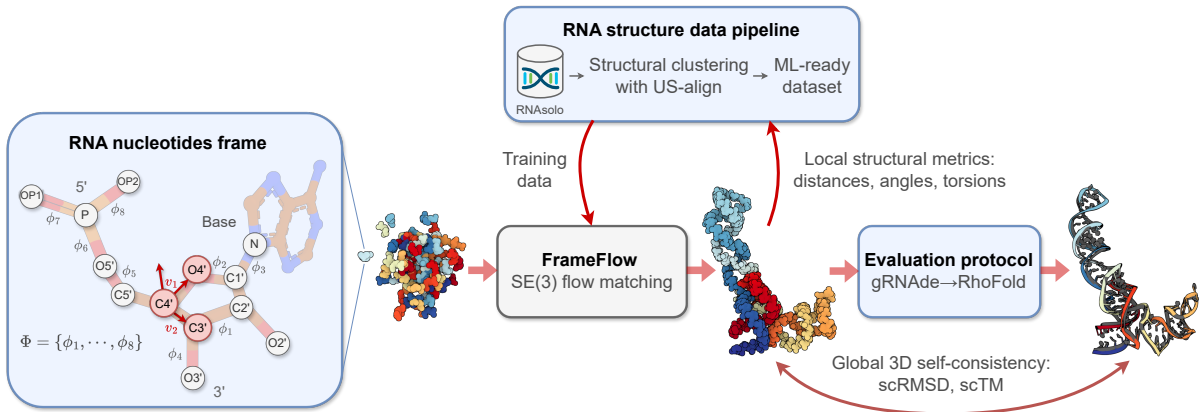 RNA structure data pipeline
RNAsolo
Structural clustering
with US-align
ML-ready
dataset
RNA nucleotides frame
OP1
5'
OP2
ϕ7
P
ϕ8
Base
ϕ6
N
O5'
ϕ5
v1
O4'
ϕ2
C1'
ϕ3
C5'
C4'
v2
C3'
ϕ1
C2'
O2'
Φ = {ϕ1, ⋯, ϕ8}
ϕ4
O3'
3'
Training
data
Local structural metrics:
distances, angles, torsions
FrameFlow
SE(3) flow matching
Evaluation protocol
gRNAde→RhoFold
Global 3D self-consistency:
scRMSD, scTM